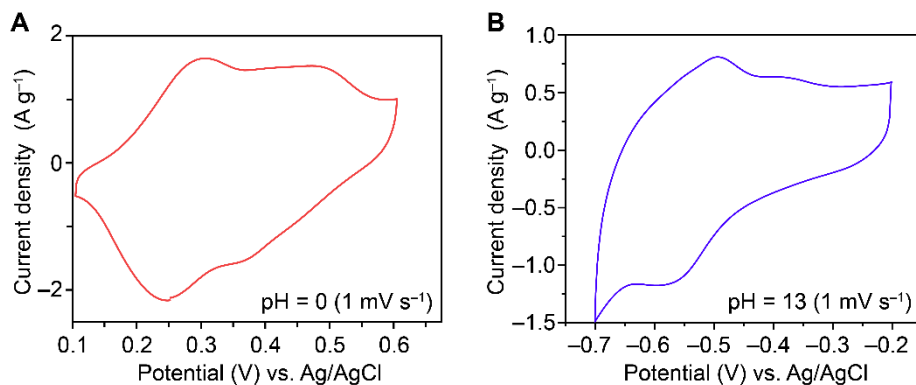 A
B
Current density (A g⁻¹)
2
0
−2
0.1 0.2 0.3 0.4 0.5 0.6
Potential (V) vs. Ag/AgCl
pH = 0 (1 mV s⁻¹)
Current density (A g⁻¹)
1.0
0.5
0.0
−0.5
−1.0
−1.5
−0.7 −0.6 −0.5 −0.4 −0.3 −0.2
Potential (V) vs. Ag/AgCl
pH = 13 (1 mV s⁻¹)